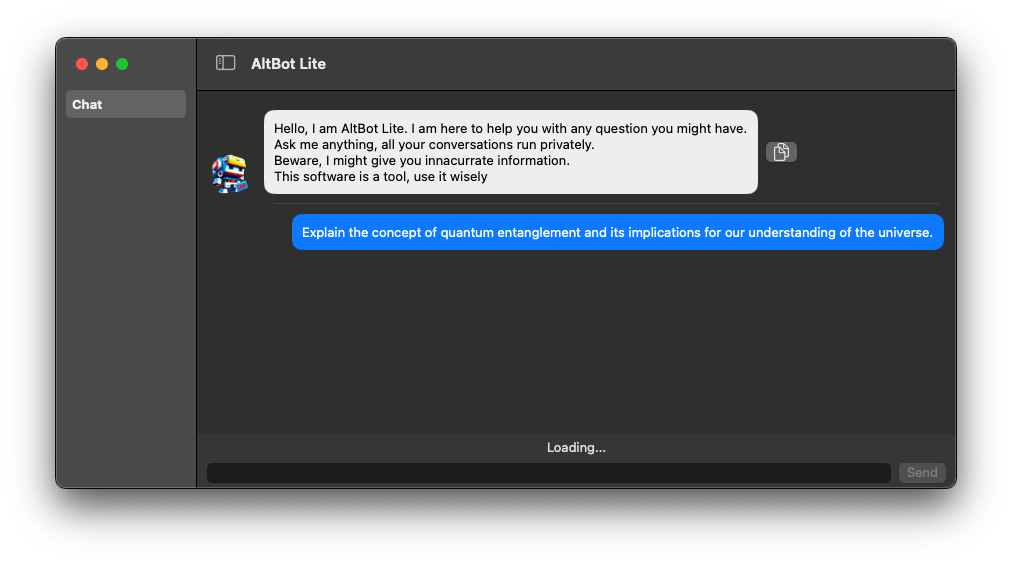 AltBot Lite
Chat
Hello, I am AltBot Lite. I am here to help you with any question you might have.
Ask me anything, all your conversations run privately.
Beware, I might give you innacurrate information.
This software is a tool, use it wisely
Explain the concept of quantum entanglement and its implications for our understanding of the universe.
Loading...
Send